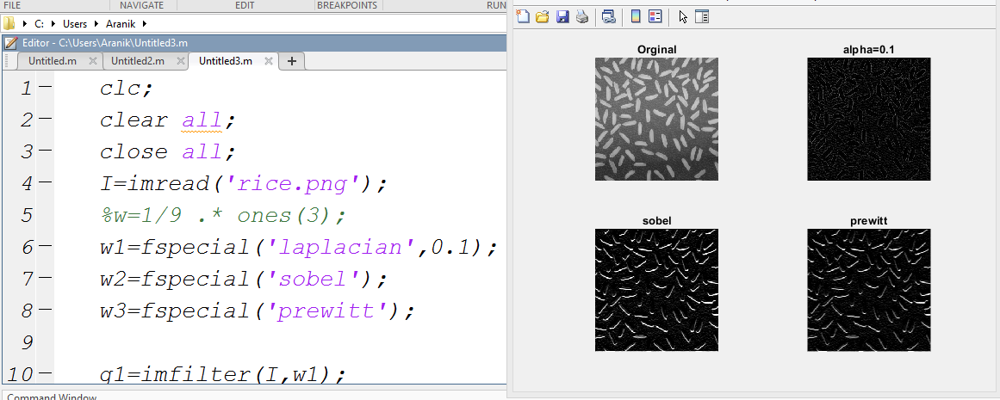 FILE NAVIGATE EDIT BREAKPOINTS RUN
C: Users Aranik
Editor - C:\Users\Aranik\Untitled3.m
Untitled.m Untitled2.m Untitled3.m +
1 clc;
2 clear all;
3 close all;
4 I=imread('rice.png');
5 %w=1/9 .* ones(3);
6 w1=fspecial('laplacian',0.1);
7 w2=fspecial('sobel');
8 w3=fspecial('prewitt');
9
10 g1=imfilter(I,w1);
Command Window
Orginal alpha=0.1
sobel prewitt